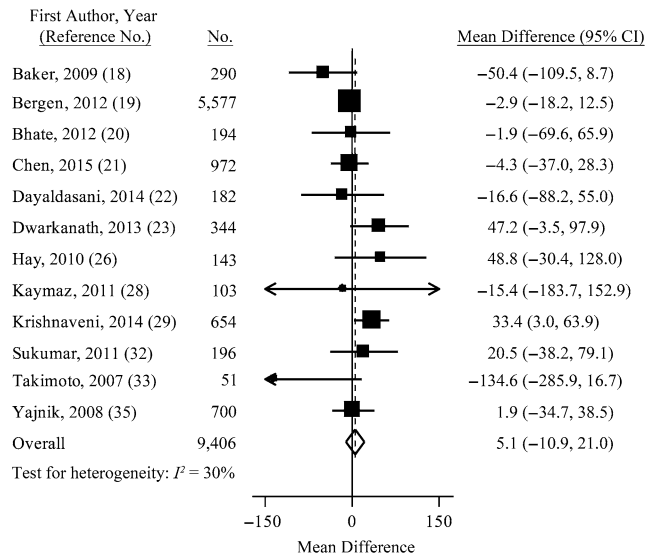 First Author, Year
(Reference No.) No. Mean Difference (95% CI)
Baker, 2009 (18) 290 −50.4 (−109.5, 8.7)
Bergen, 2012 (19) 5,577 −2.9 (−18.2, 12.5)
Bhate, 2012 (20) 194 −1.9 (−69.6, 65.9)
Chen, 2015 (21) 972 −4.3 (−37.0, 28.3)
Dayaldasani, 2014 (22) 182 −16.6 (−88.2, 55.0)
Dwarkanath, 2013 (23) 344 47.2 (−3.5, 97.9)
Hay, 2010 (26) 143 48.8 (−30.4, 128.0)
Kaymaz, 2011 (28) 103 −15.4 (−183.7, 152.9)
Krishnaveni, 2014 (29) 654 33.4 (3.0, 63.9)
Sukumar, 2011 (32) 196 20.5 (−38.2, 79.1)
Takimoto, 2007 (33) 51 −134.6 (−285.9, 16.7)
Yajnik, 2008 (35) 700 1.9 (−34.7, 38.5)
Overall 9,406 5.1 (−10.9, 21.0)
Test for heterogeneity: I² = 30%
−150 0 150
Mean Difference